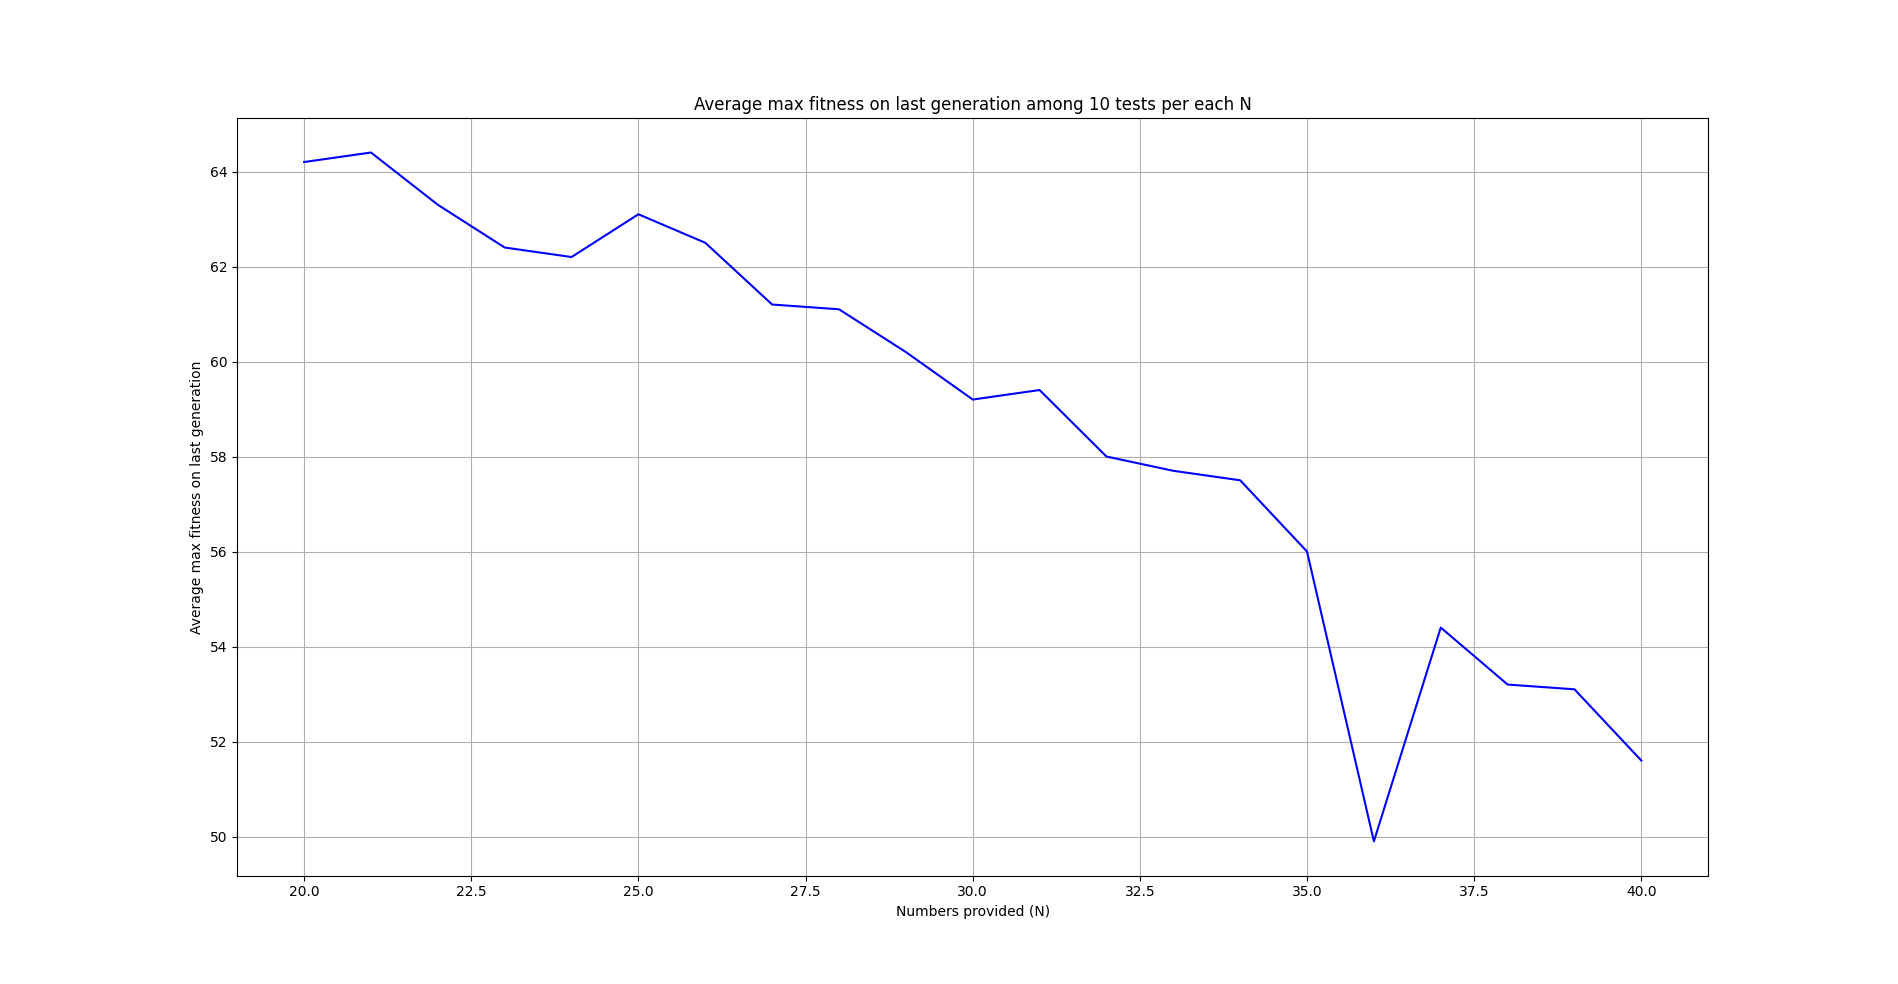 Average max fitness on last generation among 10 tests per each N
Average max fitness on last generation
64
62
60
58
56
54
52
50
20.0 22.5 25.0 27.5 30.0 32.5 35.0 37.5 40.0
Numbers provided (N)